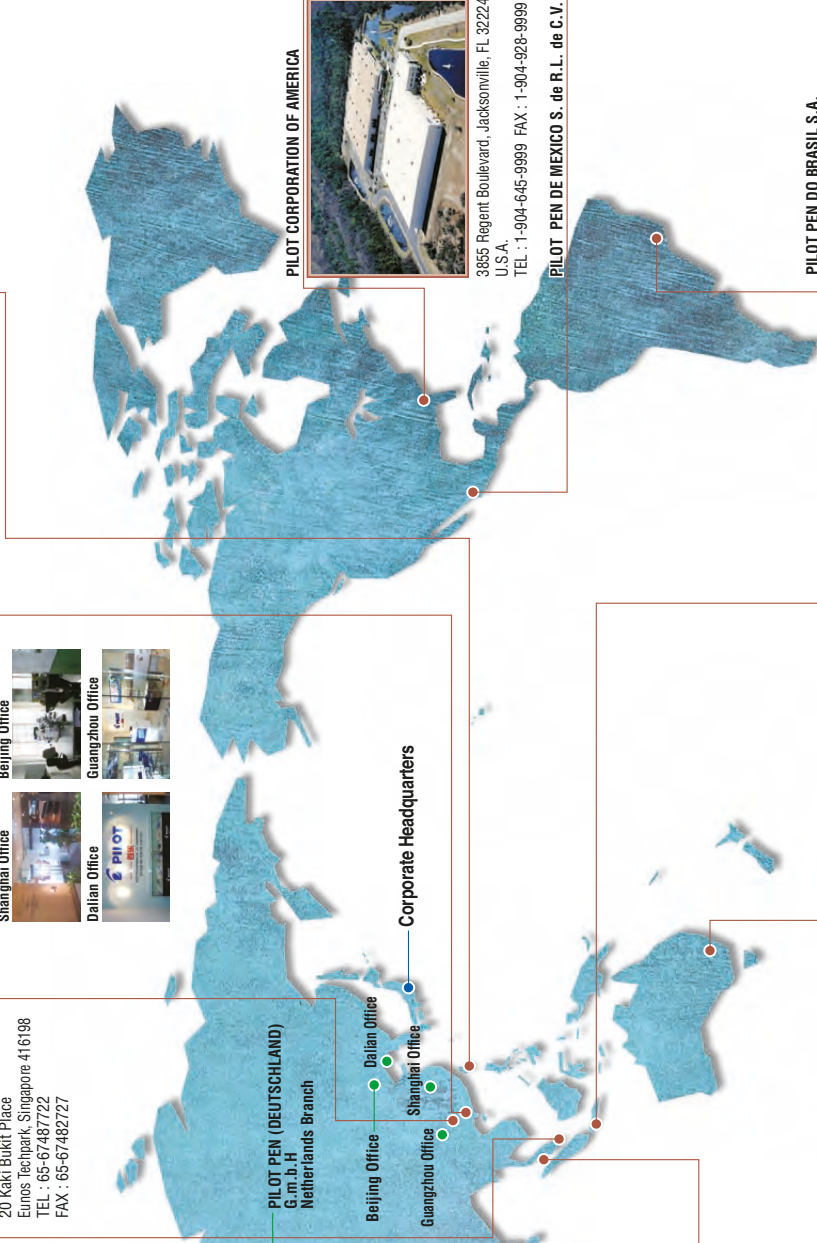 PILOT CORPORATION OF AMERICA
3855 Regent Boulevard, Jacksonville, FL 32224
U.S.A.
TEL : 1-904-645-9999 FAX : 1-904-928-9999
PILOT PEN DE MEXICO S. de R.L. de C.V.
PILOT PEN DO BRASIL S.A.
Shanghai Office
Beijing Office
Dalian Office
Guangzhou Office
PILOT
20 Kaki Bukit Place
Eunos Techpark, Singapore 416198
TEL : 65-67487722
FAX : 65-67482727
PILOT PEN (DEUTSCHLAND)
G.m.b.H
Netherlands Branch
Beijing Office
Dalian Office
Shanghai Office
Guangzhou Office
Corporate Headquarters